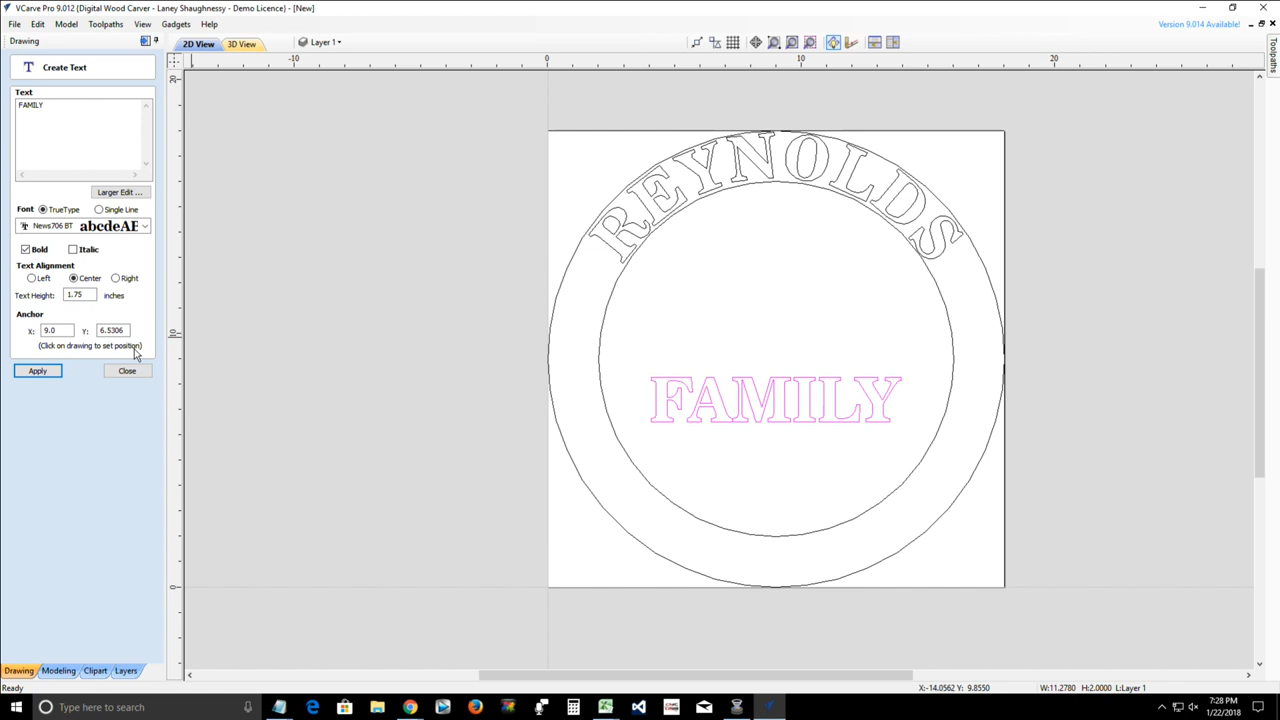 VCarve Pro 9.012 {Digital Wood Carver - Laney Shaughnessy - Demo Licence} - [New]
File Edit Model Toolpaths View Gadgets Help
Version 9.014 Available!
Drawing
2D View 3D View Layer 1
Toolpaths
-10 0 10 20
20
10
0
Create Text
Text
FAMILY
Larger Edit ...
Font TrueType Single Line
News706 BT abcdeAE
Bold Italic
Text Alignment
Left Center Right
Text Height: 1.75 inches
Anchor
X: 9.0 Y: 6.5306
(Click on drawing to set position)
Apply Close
REYNOLDS
FAMILY
Drawing Modeling Clipart Layers
Ready
X:-14.0562 Y: 9.8550
W:11.2780 H:2.0000 L:Layer 1
Type here to search
7:28 PM
1/22/2018